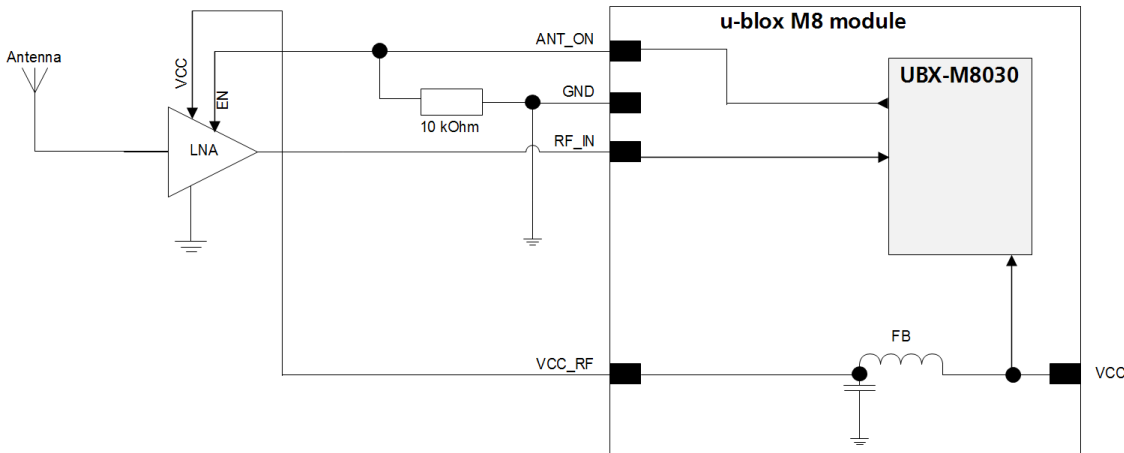 u-blox M8 module
ANT_ON
Antenna
VCC
UBX-M8030
EN
GND
10 kOhm
LNA
RF_IN
FB
VCC_RF
VCC